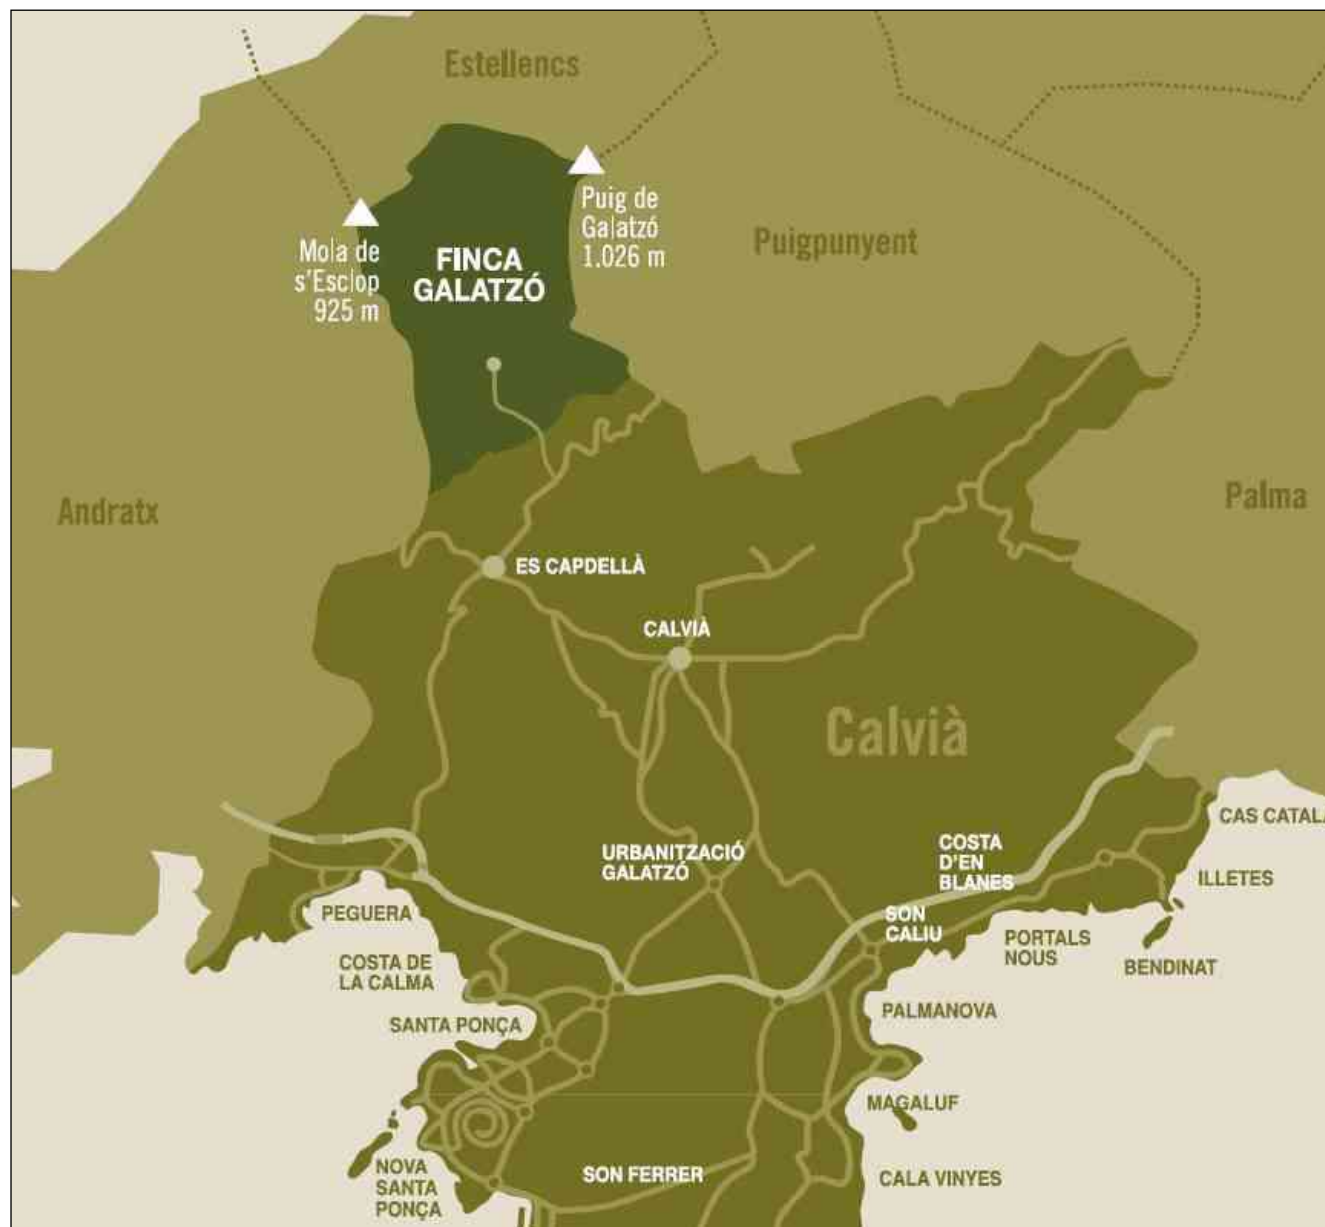 Estellencs
Puig de
Galatzó
1.026 m
Mola de
s'Esclop
925 m
FINCA
GALATZÓ
Puigpunyent
Andratx
Palma
ES CAPDELLÀ
CALVIÀ
Calvià
CAS CATALÀ
COSTA
D'EN
BLANES
URBANITZACIÓ
GALATZÓ
ILLETES
PEGUERA
SON
CALIU
PORTALS
NOUS
BENDINAT
COSTA DE
LA CALMA
PALMANOVA
SANTA PONÇA
MAGALUF
NOVA
SANTA
PONÇA
SON FERRER
CALA VINYES